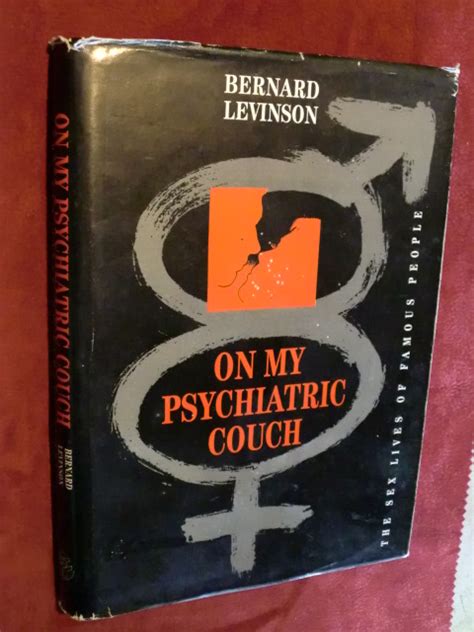 BERNARD
LEVINSON
ON MY
PSYCHIATRIC
COUCH
THE SEX LIVES OF FAMOUS PEOPLE
ON MY PSYCHIATRIC COUCH
BERNARD
LEVINSON